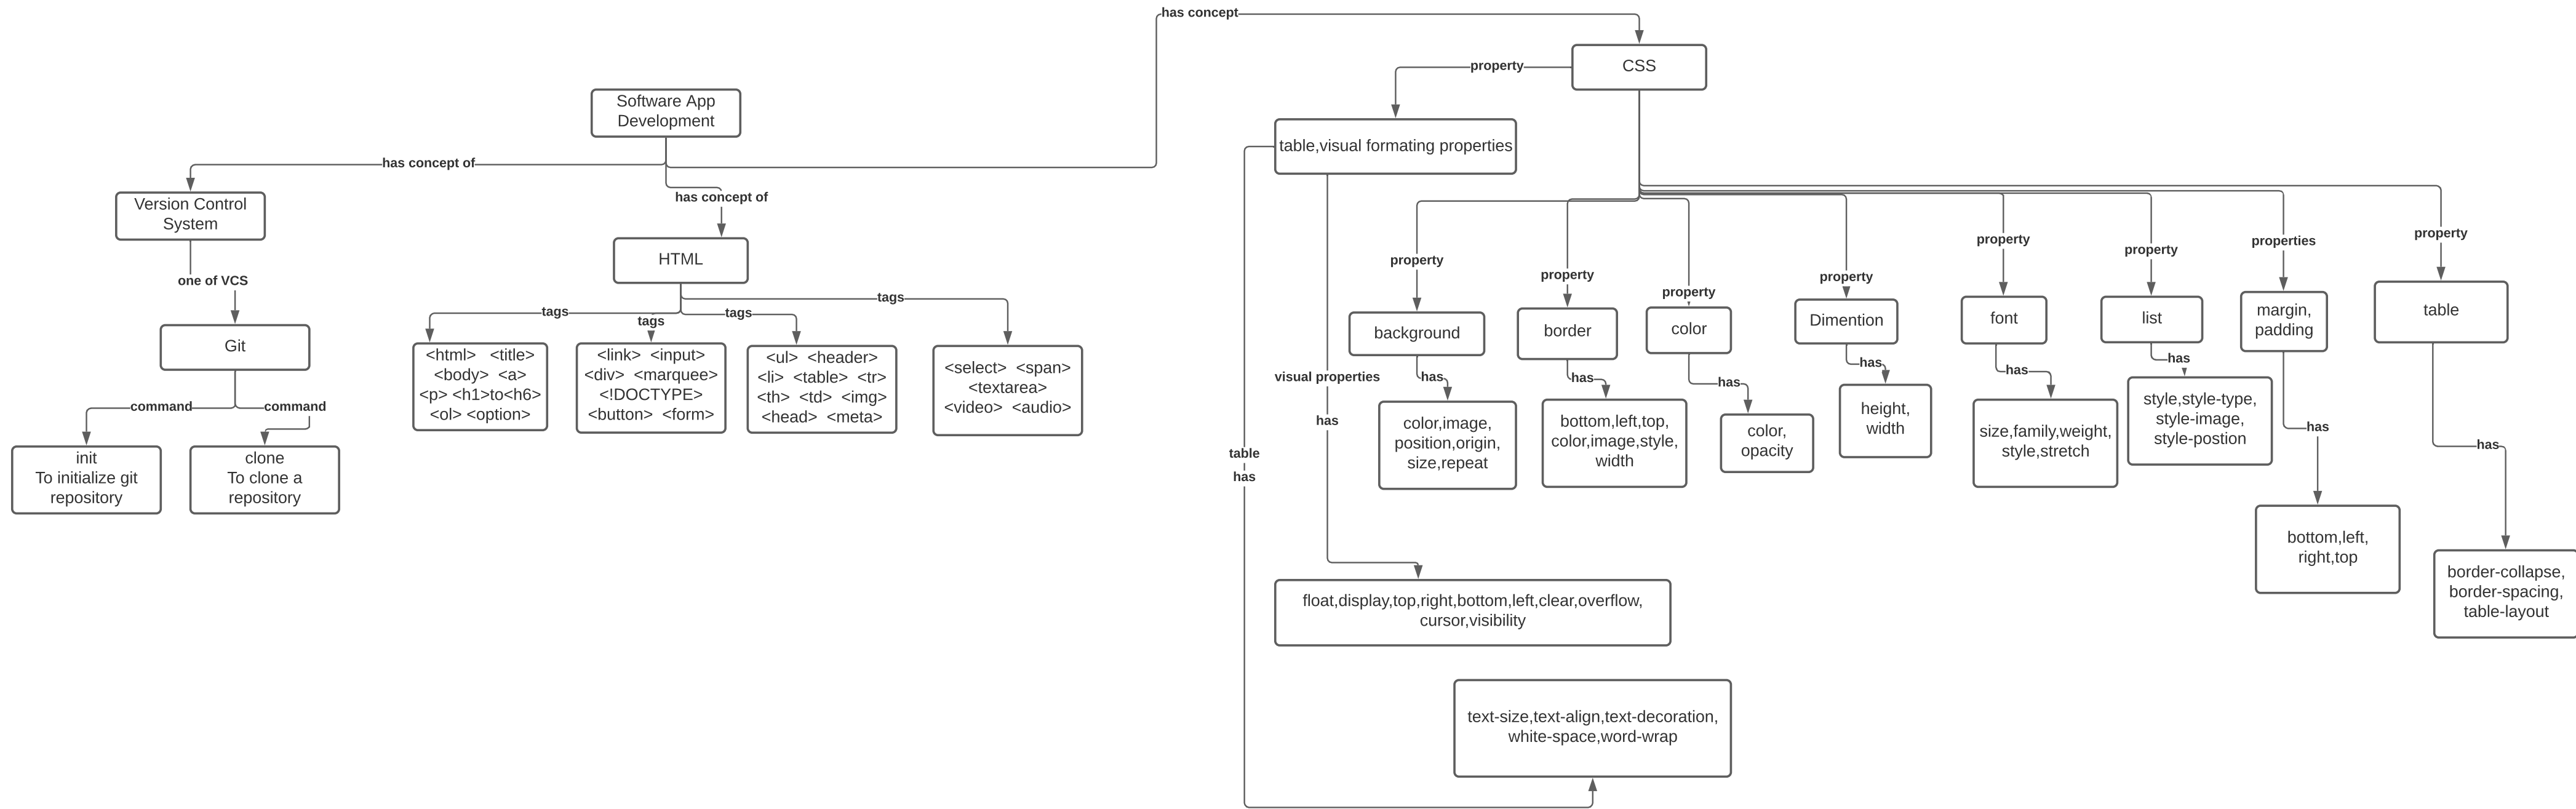 has concept
CSS
property
Software App
Development
table,visual formating properties
has concept of
has concept of
Version Control
System
HTML
one of VCS
Git
command
command
init
To initialize git
repository
clone
To clone a
repository
tags
tags
tags
tags
<html>   <title>
<body>  <a>
<p> <h1>to<h6>
<ol> <option>
<link>  <input>
<div>  <marquee>
<!DOCTYPE>
<button>  <form>
<ul>  <header>
<li>  <table>  <tr>
<th>  <td>  <img>
<head>  <meta>
<select>  <span>
<textarea>
<video>  <audio>
property
property
property
property
property
property
properties
property
background
border
color
Dimention
font
list
margin,
padding
table
has
has
has
has
has
has
has
has
color,image,
position,origin,
size,repeat
bottom,left,top,
color,image,style,
width
color,
opacity
height,
width
size,family,weight,
style,stretch
style,style-type,
style-image,
style-postion
bottom,left,
right,top
border-collapse,
border-spacing,
table-layout
visual properties
has
table
has
float,display,top,right,bottom,left,clear,overflow,
cursor,visibility
text-size,text-align,text-decoration,
white-space,word-wrap